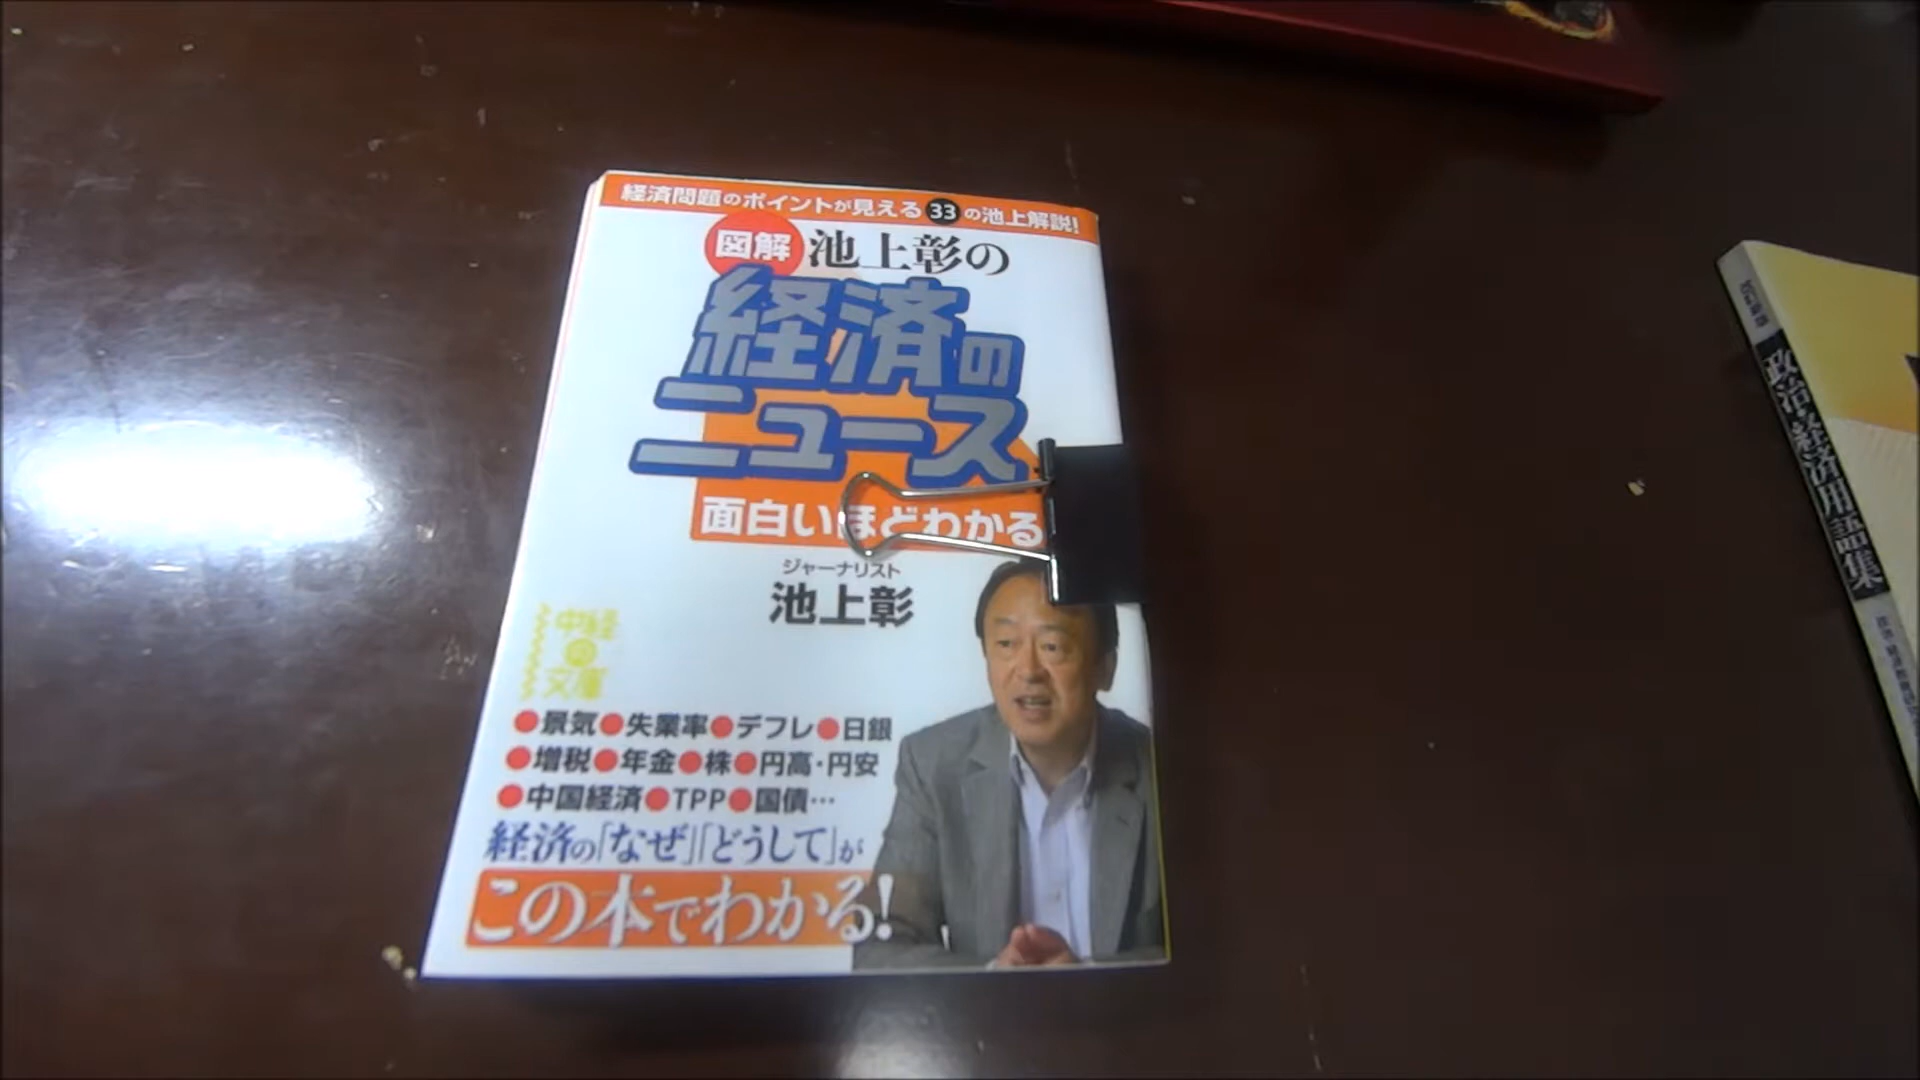 経済問題のポイントが見える33の池上解説!
図解 池上彰の
経済の
ニュース
面白いほどわかる
ジャーナリスト
池上彰
中経
の
文庫
●景気●失業率●デフレ●日銀
●増税●年金●株●円高・円安
●中国経済●TPP●国債…
経済の「なぜ」「どうして」が
この本でわかる!
政治・経済用語集